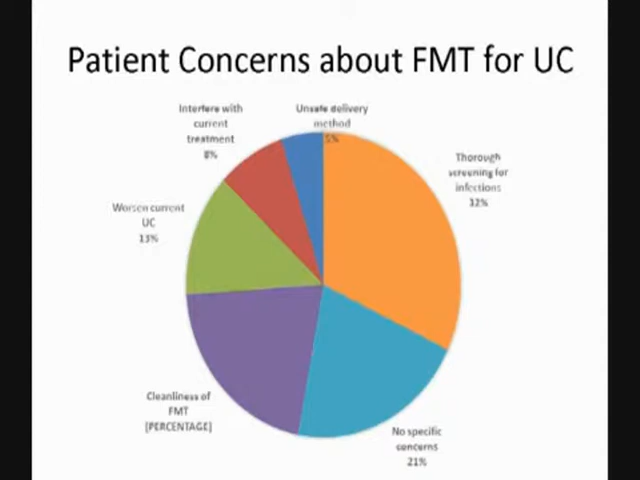 Patient Concerns about FMT for UC
Interfere with
current
treatment
8%
Unsafe delivery
method
5%
Thorough
screening for
infections
32%
Worsen current
UC
13%
Cleanliness of
FMT
[PERCENTAGE]
No specific
concerns
21%